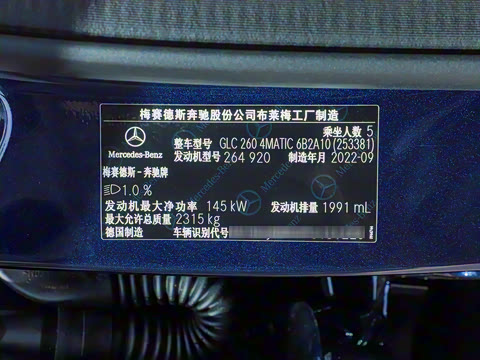 梅赛德斯奔驰股份公司布莱梅工厂制造
乘坐人数 5
整车型号 GLC 260 4MATIC 6B2A10 (253381)
Mercedes-Benz 发动机型号 264 920 制造年月 2022-09
梅赛德斯-奔驰牌
1.0 %
发动机最大净功率 145 kW 发动机排量 1991 mL
最大允许总质量 2315 kg
德国制造 车辆识别代号